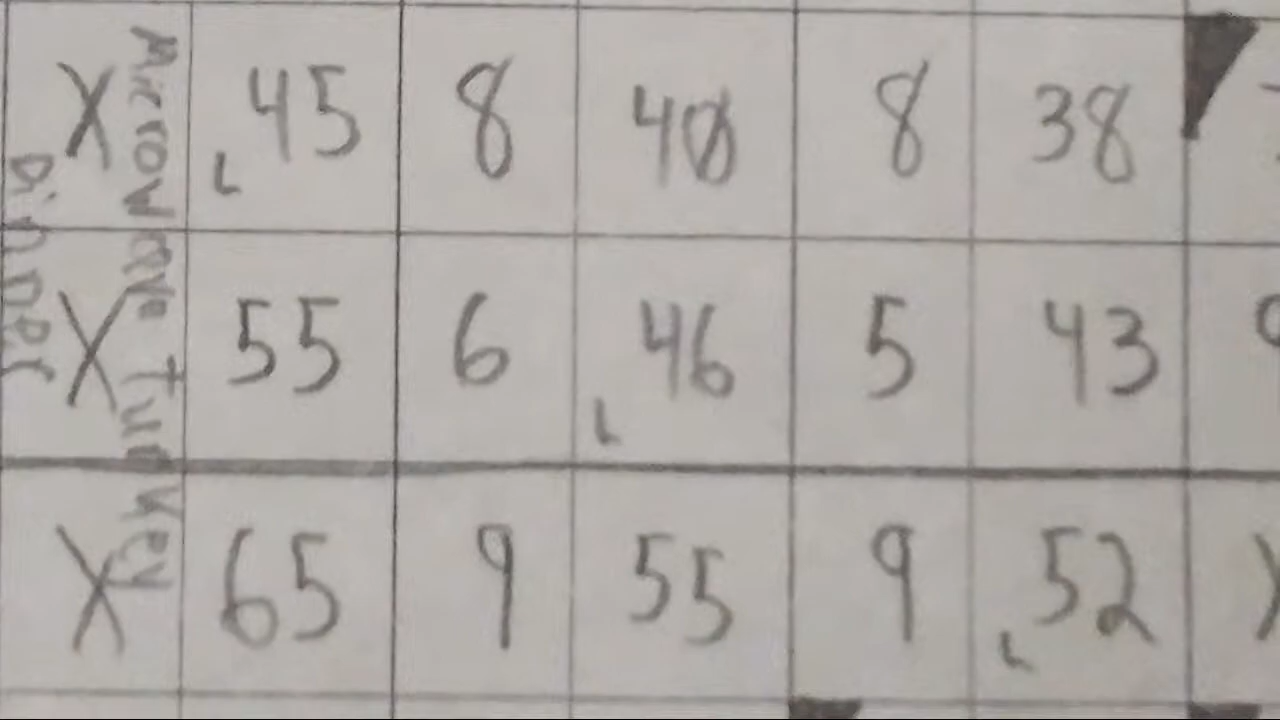 X 45 8 40 8 38
L
X 55 6 46 5 43
L
X 65 9 55 9 52
L
Microwave Turkey
Dinner